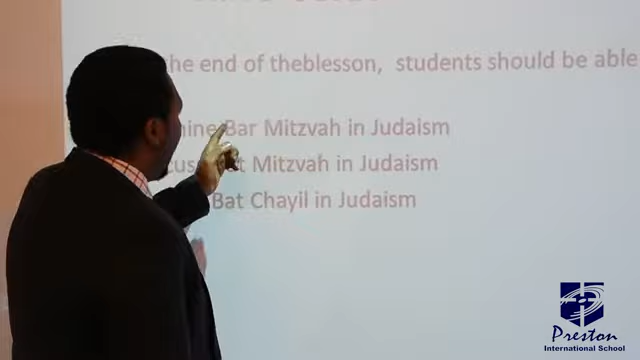 he end of theblesson, students should be able
Bar Mitzvah in Judaism
Mitzvah in Judaism
Bat Chayil in Judaism
Preston
International School